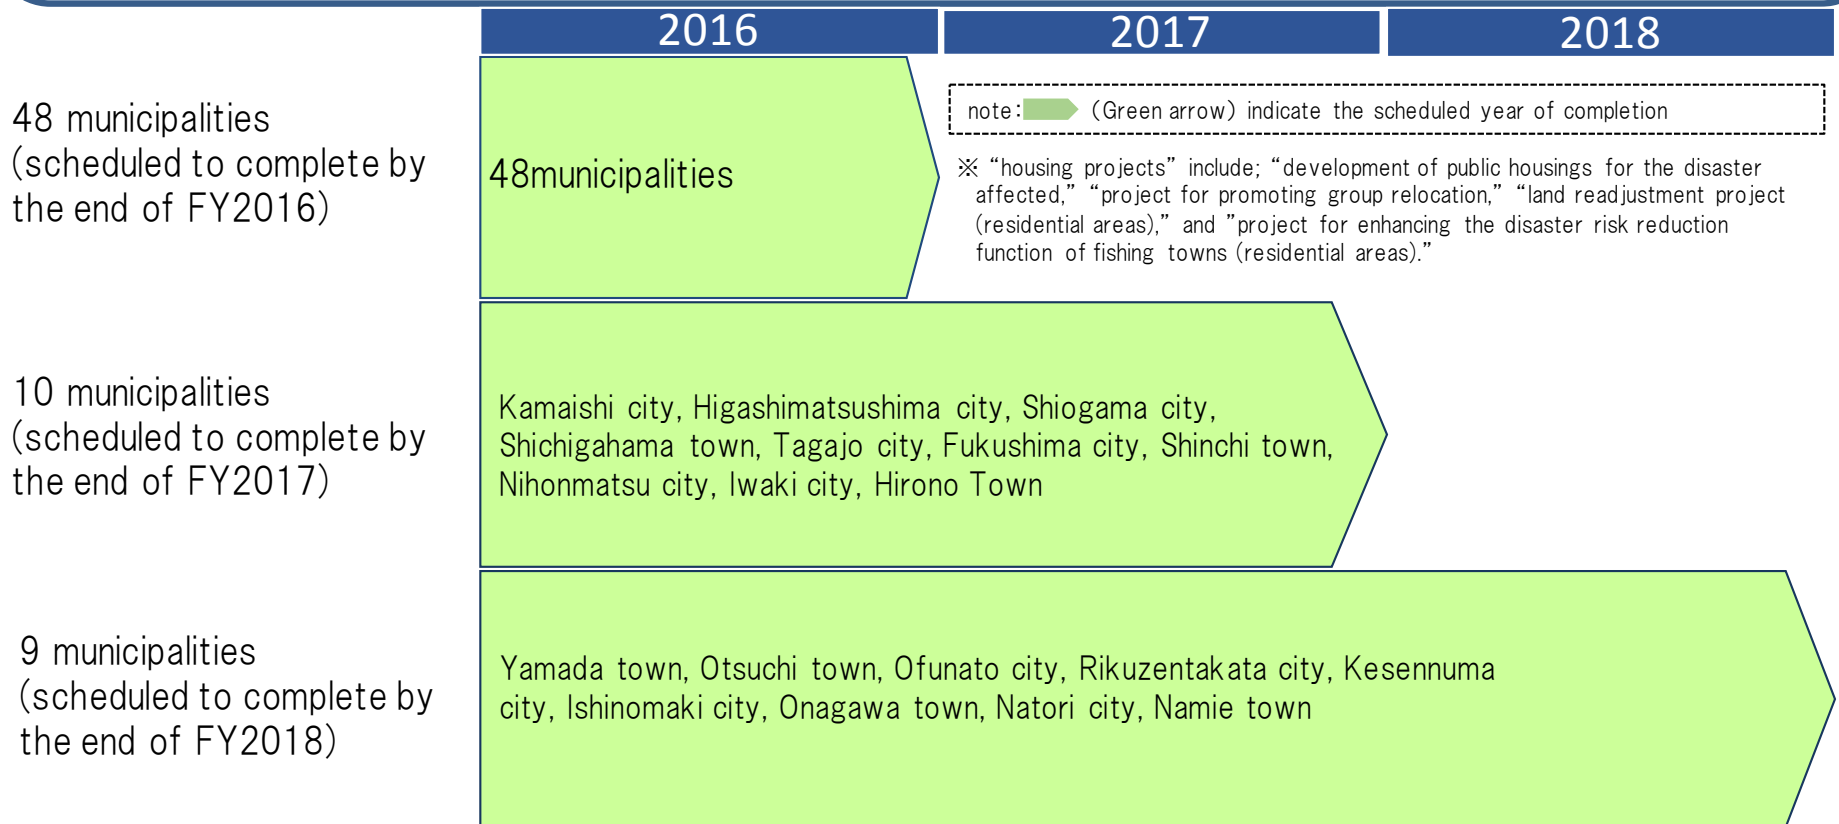 2016
2017
2018
48 municipalities
(scheduled to complete by
the end of FY2016)
48municipalities
note: (Green arrow) indicate the scheduled year of completion
※ “housing projects” include; “development of public housings for the disaster
affected,” “project for promoting group relocation,” “land readjustment project
(residential areas),” and ”project for enhancing the disaster risk reduction
function of fishing towns (residential areas).”
10 municipalities
(scheduled to complete by
the end of FY2017)
Kamaishi city, Higashimatsushima city, Shiogama city,
Shichigahama town, Tagajo city, Fukushima city, Shinchi town,
Nihonmatsu city, Iwaki city, Hirono Town
9 municipalities
(scheduled to complete by
the end of FY2018)
Yamada town, Otsuchi town, Ofunato city, Rikuzentakata city, Kesennuma
city, Ishinomaki city, Onagawa town, Natori city, Namie town